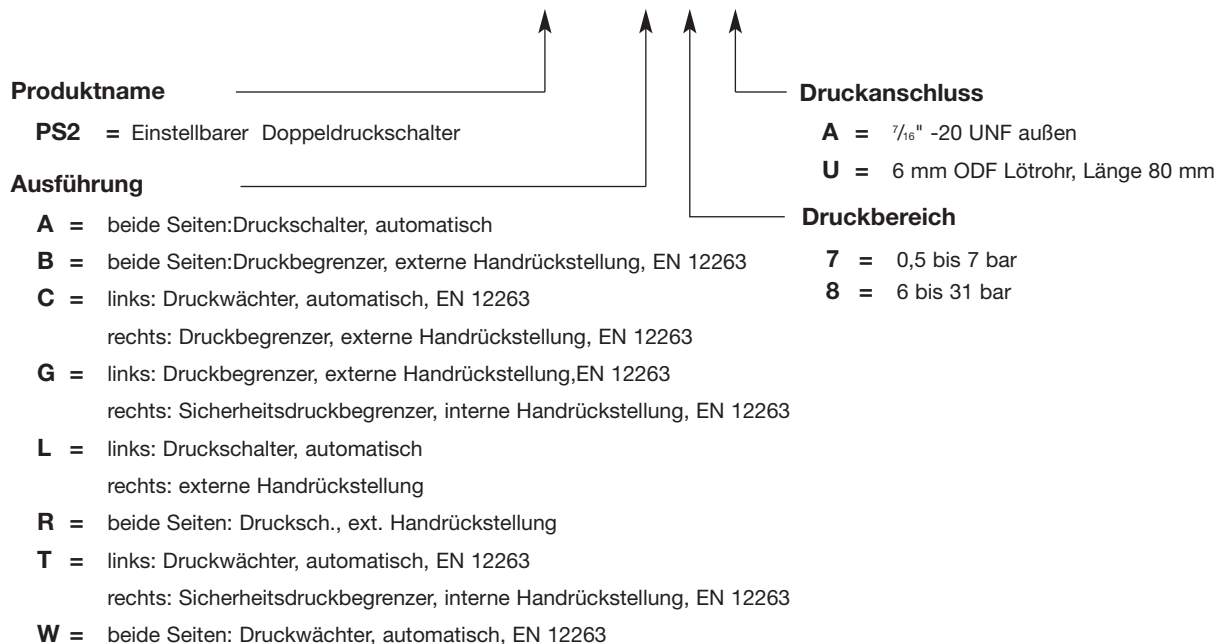 Produktname
PS2 = Einstellbarer Doppeldruckschalter
Ausführung
A = beide Seiten:Druckschalter, automatisch
B = beide Seiten:Druckbegrenzer, externe Handrückstellung, EN 12263
C = links: Druckwächter, automatisch, EN 12263
rechts: Druckbegrenzer, externe Handrückstellung, EN 12263
G = links: Druckbegrenzer, externe Handrückstellung,EN 12263
rechts: Sicherheitsdruckbegrenzer, interne Handrückstellung, EN 12263
L = links: Druckschalter, automatisch
rechts: externe Handrückstellung
R = beide Seiten: Drucksch., ext. Handrückstellung
T = links: Druckwächter, automatisch, EN 12263
rechts: Sicherheitsdruckbegrenzer, interne Handrückstellung, EN 12263
W = beide Seiten: Druckwächter, automatisch, EN 12263
Druckanschluss
A = 7/16" -20 UNF außen
U = 6 mm ODF Lötrohr, Länge 80 mm
Druckbereich
7 = 0,5 bis 7 bar
8 = 6 bis 31 bar